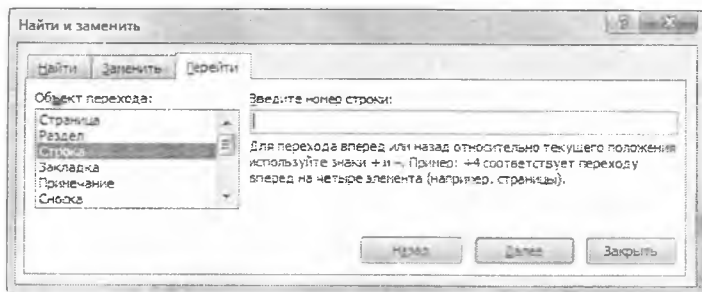 Найти и заменить
Найти Заменить Перейти
Объект перехода:
Страница
Раздел
Строка
Закладка
Примечание
Сноска
Введите номер строки:
Для перехода вперед или назад относительно текущего положения
используйте знаки + и –. Пример: +4 соответствует переходу
вперед на четыре элемента (например, страницы).
Назад Далее Закрыть